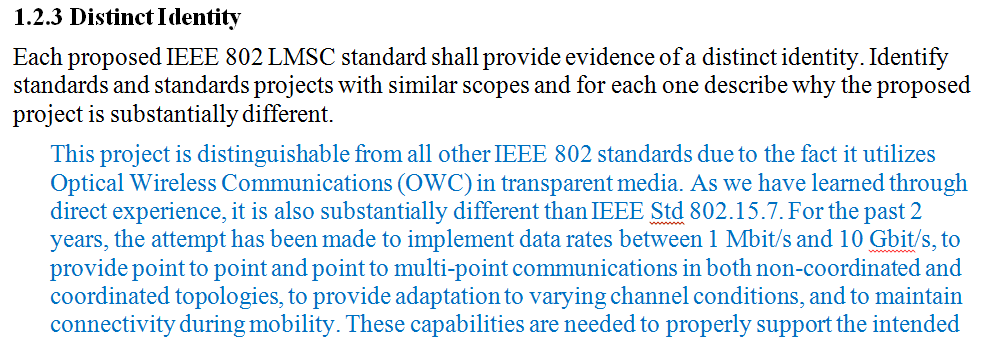 1.2.3 Distinct Identity
Each proposed IEEE 802 LMSC standard shall provide evidence of a distinct identity. Identify
standards and standards projects with similar scopes and for each one describe why the proposed
project is substantially different.
This project is distinguishable from all other IEEE 802 standards due to the fact it utilizes
Optical Wireless Communications (OWC) in transparent media. As we have learned through
direct experience, it is also substantially different than IEEE Std 802.15.7. For the past 2
years, the attempt has been made to implement data rates between 1 Mbit/s and 10 Gbit/s, to
provide point to point and point to multi-point communications in both non-coordinated and
coordinated topologies, to provide adaptation to varying channel conditions, and to maintain
connectivity during mobility. These capabilities are needed to properly support the intended